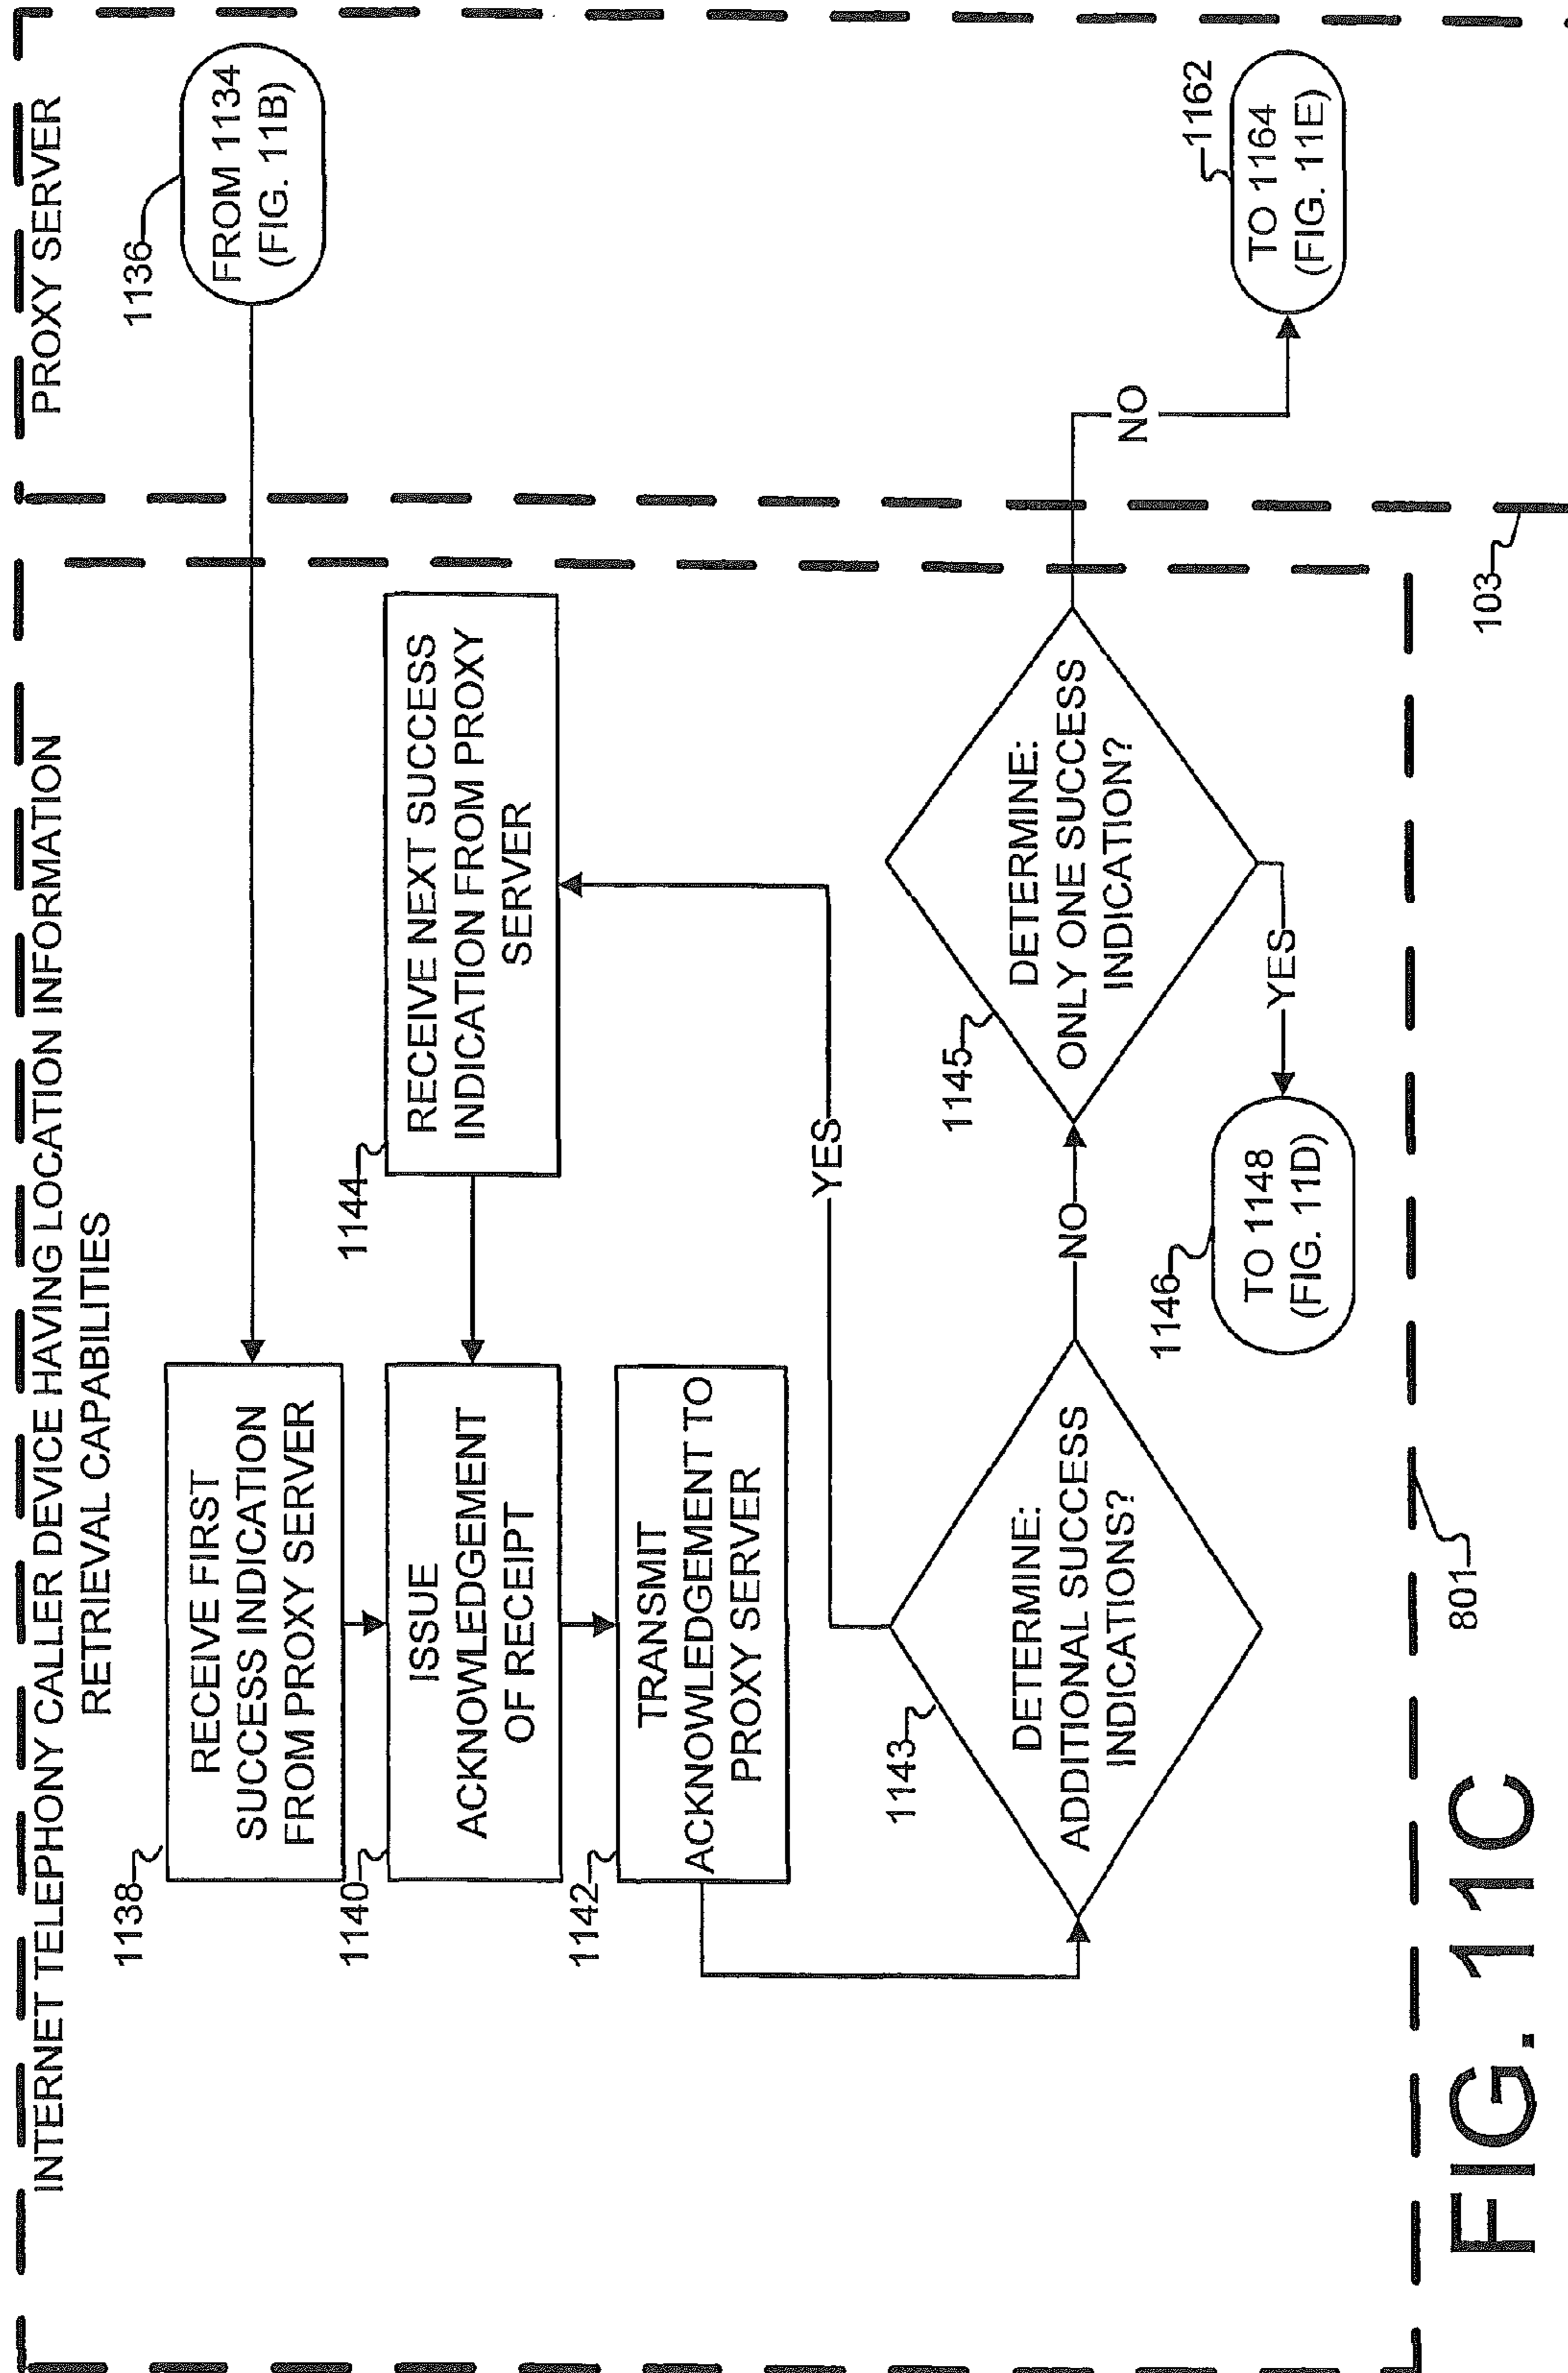 INTERNET TELEPHONY CALLER DEVICE HAVING LOCATION INFORMATION
RETRIEVAL CAPABILITIES
PROXY SERVER
1136
FROM 1134
(FIG. 11B)
1138
RECEIVE FIRST
SUCCESS INDICATION
FROM PROXY SERVER
1140
ISSUE
ACKNOWLEDGEMENT
OF RECEIPT
1144
RECEIVE NEXT SUCCESS
INDICATION FROM PROXY
SERVER
1142
TRANSMIT
ACKNOWLEDGEMENT TO
PROXY SERVER
YES
1143
DETERMINE:
ADDITIONAL SUCCESS
INDICATIONS?
NO
1145
DETERMINE:
ONLY ONE SUCCESS
INDICATION?
NO
1162
TO 1164
(FIG. 11E)
YES
1146
TO 1148
(FIG. 11D)
801
103
FIG. 11C